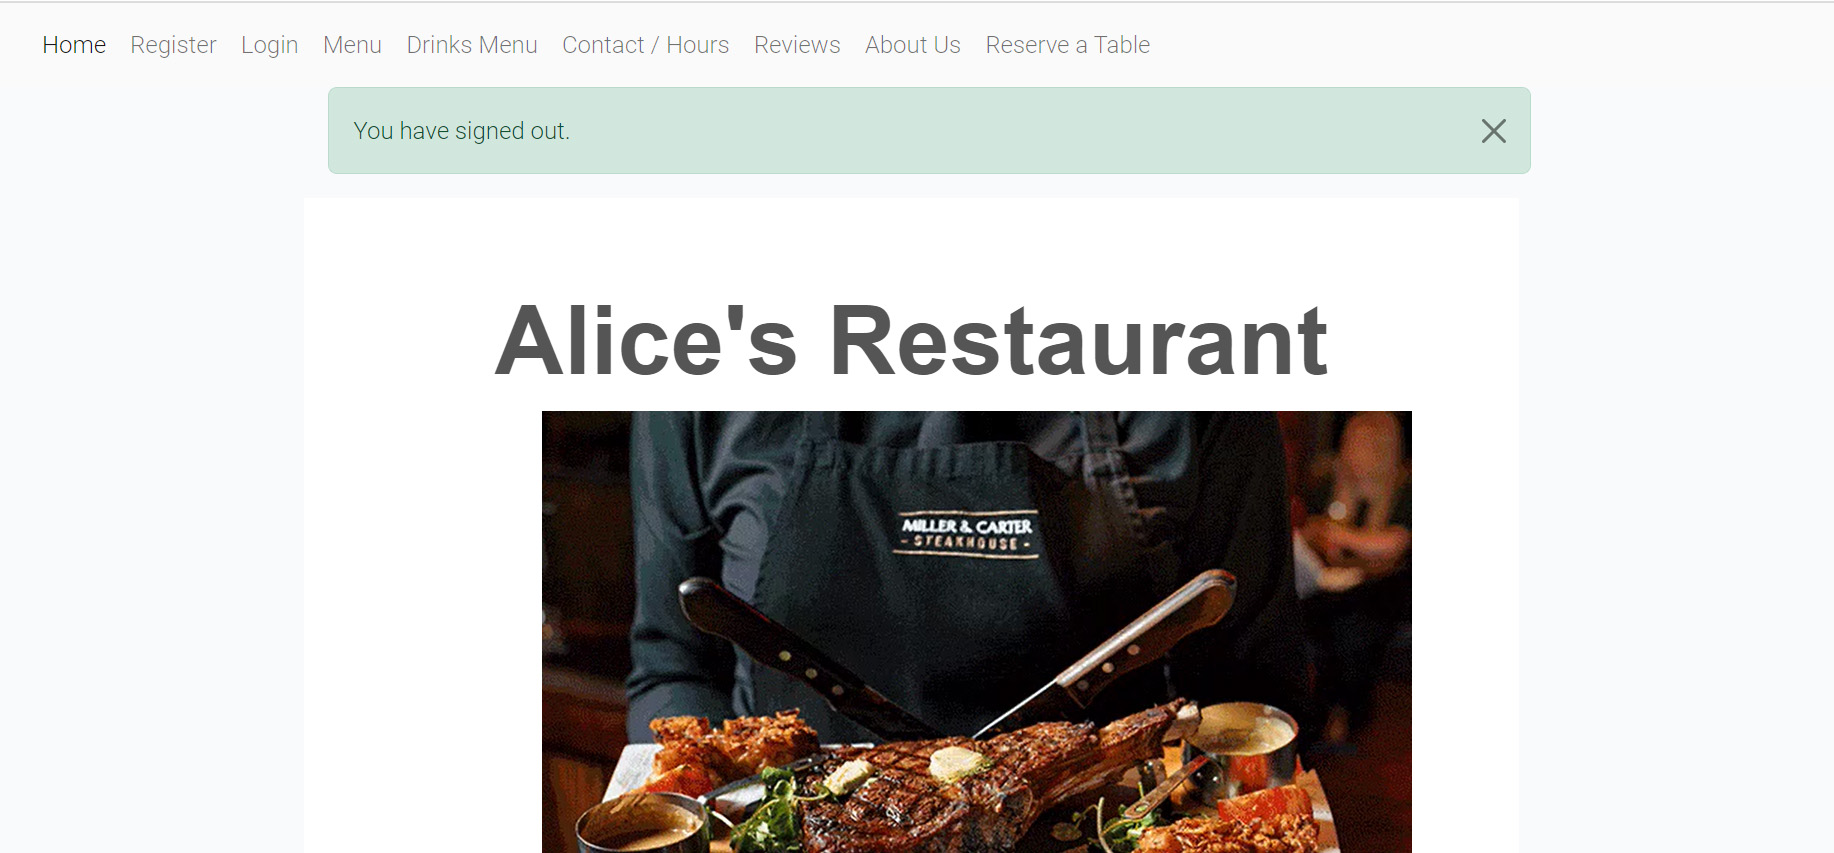 Home Register Login Menu Drinks Menu Contact / Hours Reviews About Us Reserve a Table
You have signed out.
Alice's Restaurant
MILLER & CARTER
- STEAKHOUSE -